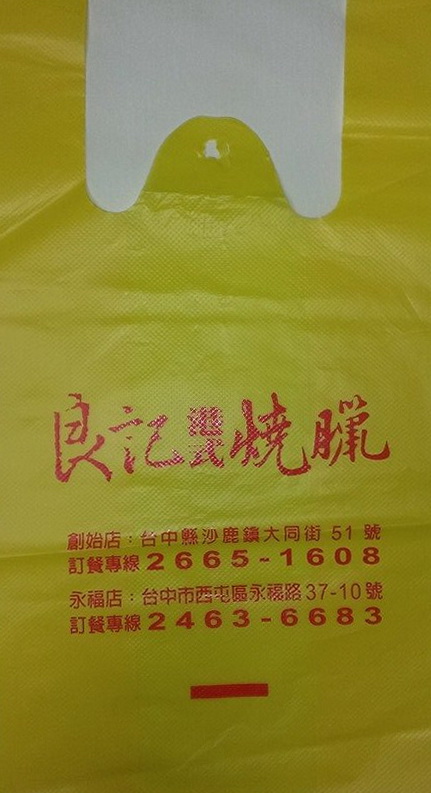 良記港式燒臘
創始店：台中縣沙鹿鎮大同街 51 號
訂餐專線 2665-1608
永福店：台中市西屯區永福路 37-10 號
訂餐專線 2463-6683